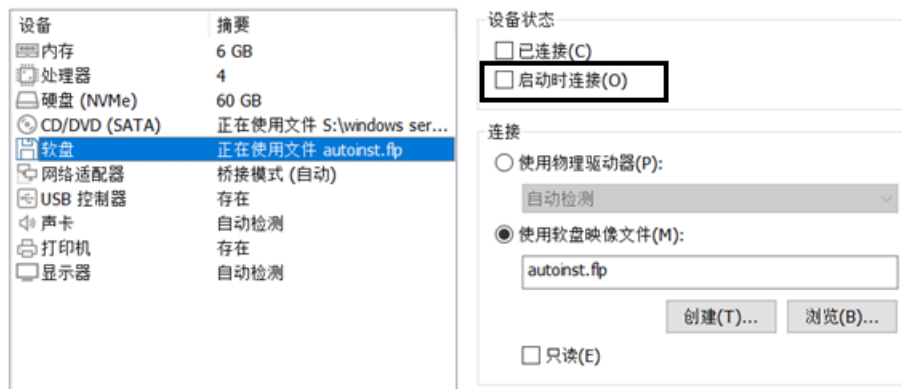 设备 摘要
内存 6 GB
处理器 4
硬盘 (NVMe) 60 GB
CD/DVD (SATA) 正在使用文件 S:\windows ser...
软盘 正在使用文件 autoinst.flp
网络适配器 桥接模式 (自动)
USB 控制器 存在
声卡 自动检测
打印机 存在
显示器 自动检测
设备状态
已连接(C)
启动时连接(O)
连接
使用物理驱动器(P):
自动检测
使用软盘映像文件(M):
autoinst.flp
创建(T)... 浏览(B)...
只读(E)